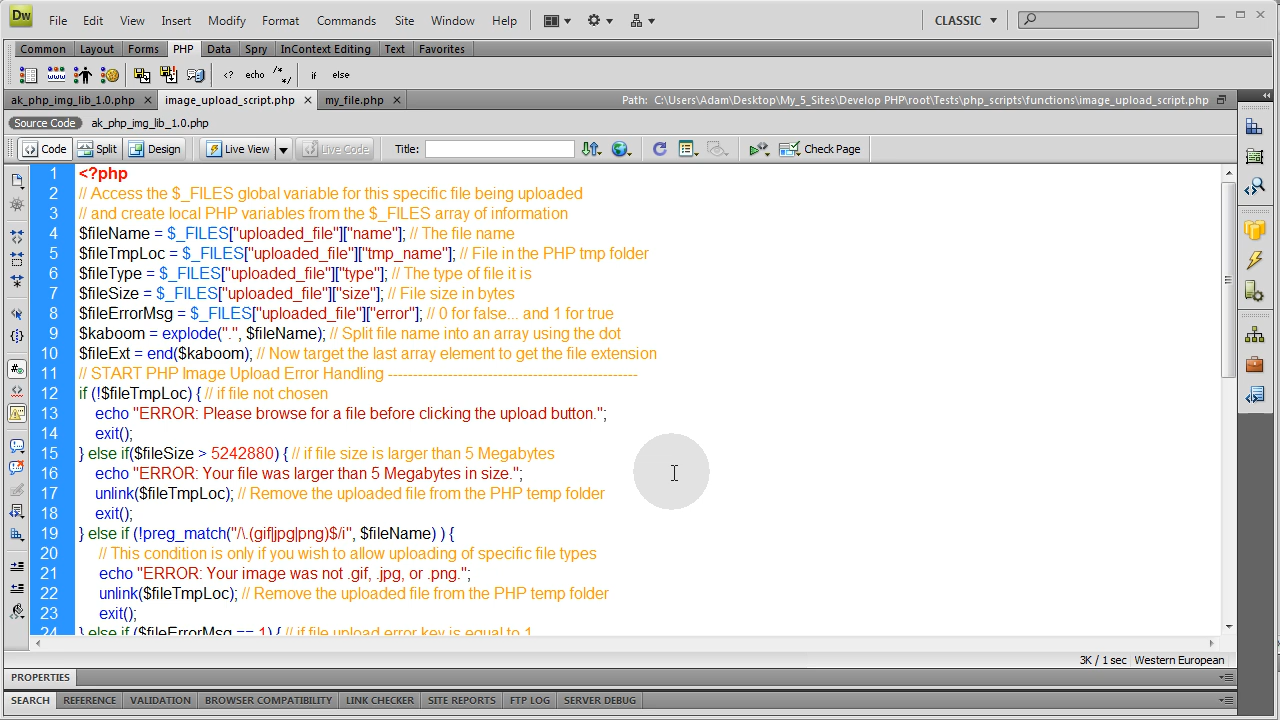 Dw File Edit View Insert Modify Format Commands Site Window Help CLASSIC
Common Layout Forms PHP Data Spry InContext Editing Text Favorites
<? echo /* */ if else
ak_php_img_lib_1.0.php × image_upload_script.php × my_file.php × Path: C:\Users\Adam\Desktop\My_5_Sites\Develop PHP\root\Tests\php_scripts\functions\image_upload_script.php
Source Code ak_php_img_lib_1.0.php
Code Split Design Live View Live Code Title: Check Page
1 <?php
2 // Access the $_FILES global variable for this specific file being uploaded
3 // and create local PHP variables from the $_FILES array of information
4 $fileName = $_FILES["uploaded_file"]["name"]; // The file name
5 $fileTmpLoc = $_FILES["uploaded_file"]["tmp_name"]; // File in the PHP tmp folder
6 $fileType = $_FILES["uploaded_file"]["type"]; // The type of file it is
7 $fileSize = $_FILES["uploaded_file"]["size"]; // File size in bytes
8 $fileErrorMsg = $_FILES["uploaded_file"]["error"]; // 0 for false... and 1 for true
9 $kaboom = explode(".", $fileName); // Split file name into an array using the dot
10 $fileExt = end($kaboom); // Now target the last array element to get the file extension
11 // START PHP Image Upload Error Handling --------------------------------------------------
12 if (!$fileTmpLoc) { // if file not chosen
13 echo "ERROR: Please browse for a file before clicking the upload button.";
14 exit();
15 } else if($fileSize > 5242880) { // if file size is larger than 5 Megabytes
16 echo "ERROR: Your file was larger than 5 Megabytes in size.";
17 unlink($fileTmpLoc); // Remove the uploaded file from the PHP temp folder
18 exit();
19 } else if (!preg_match("/\.(gif|jpg|png)$/i", $fileName) ) {
20 // This condition is only if you wish to allow uploading of specific file types
21 echo "ERROR: Your image was not .gif, .jpg, or .png.";
22 unlink($fileTmpLoc); // Remove the uploaded file from the PHP temp folder
23 exit();
24 } else if ($fileErrorMsg == 1) { // if file upload error key is equal to 1
3K / 1 sec Western European
PROPERTIES
SEARCH REFERENCE VALIDATION BROWSER COMPATIBILITY LINK CHECKER SITE REPORTS FTP LOG SERVER DEBUG